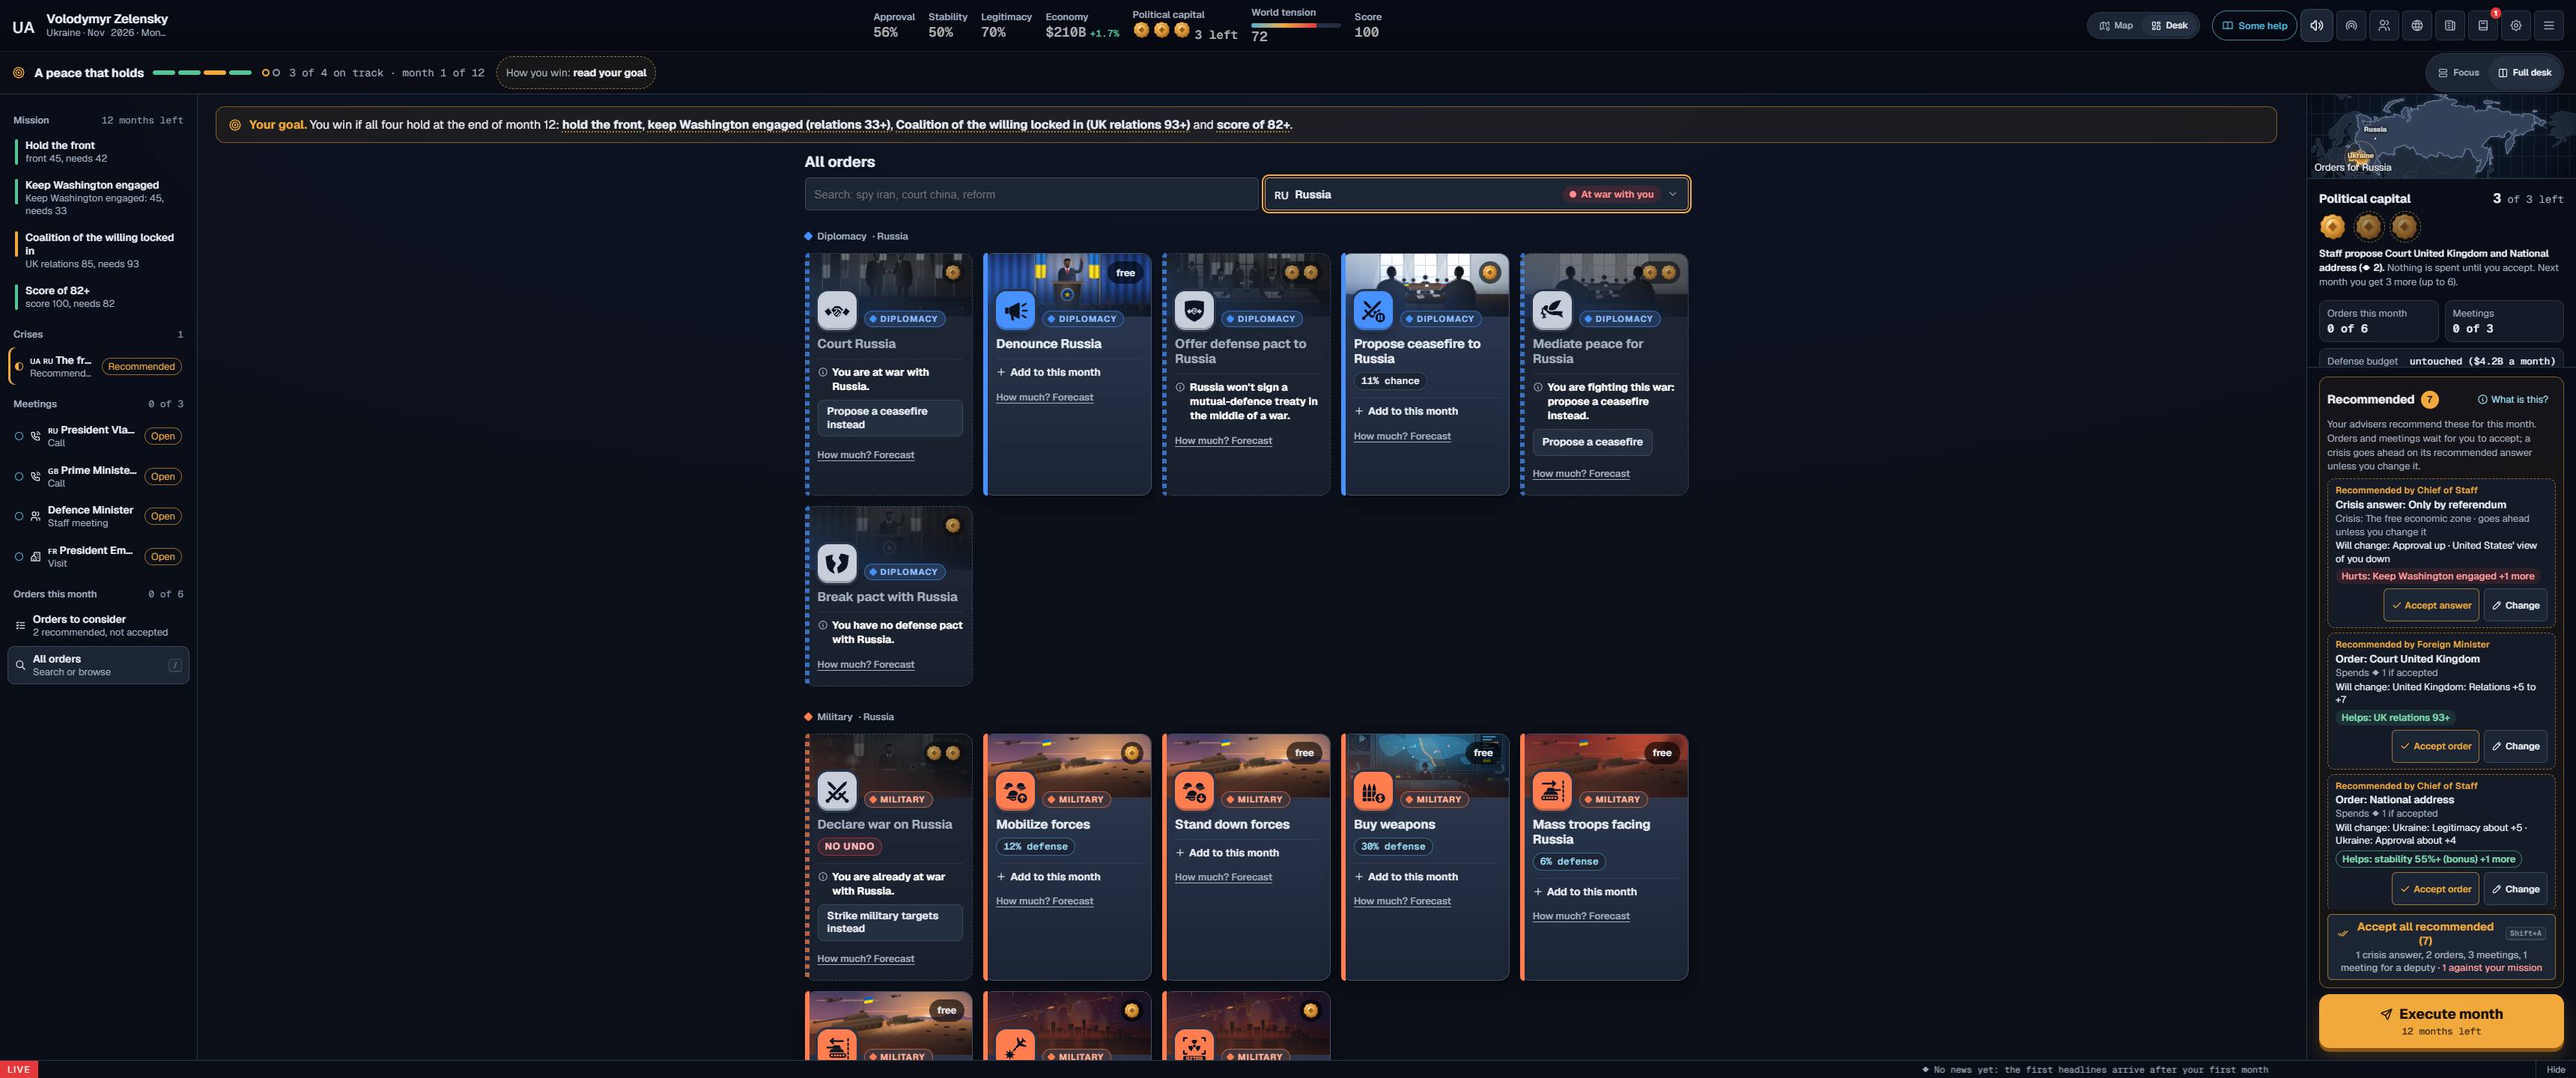 UA
Volodymyr Zelensky
Ukraine · Nov 2026 · Mon...
Approval
56%
Stability
50%
Legitimacy
70%
Economy
$210B +1.7%
Political capital
3 left
World tension
72
Score
100
Map
Desk
Some help
1
A peace that holds
3 of 4 on track · month 1 of 12
How you win: read your goal
Focus
Full desk
Mission
12 months left
Hold the front
front 45, needs 42
Keep Washington engaged
Keep Washington engaged: 45,
needs 33
Coalition of the willing locked
in
UK relations 85, needs 93
Score of 82+
score 100, needs 82
Crises
1
UA RU The fr...
Recommend...
Recommended
Meetings
0 of 3
RU President Vla...
Call
Open
GB Prime Ministe...
Call
Open
Defence Minister
Staff meeting
Open
FR President Em...
Visit
Open
Orders this month
0 of 6
Orders to consider
2 recommended, not accepted
All orders
Search or browse
/
Your goal. You win if all four hold at the end of month 12: hold the front, keep Washington engaged (relations 33+), Coalition of the willing locked in (UK relations 93+) and score of 82+.
All orders
Search: spy iran, court china, reform
RU Russia
At war with you
Diplomacy · Russia
DIPLOMACY
Court Russia
You are at war with
Russia.
Propose a ceasefire
instead
How much? Forecast
free
DIPLOMACY
Denounce Russia
+ Add to this month
How much? Forecast
DIPLOMACY
Offer defense pact to
Russia
Russia won't sign a
mutual-defence treaty in
the middle of a war.
How much? Forecast
DIPLOMACY
Propose ceasefire to
Russia
11% chance
+ Add to this month
How much? Forecast
DIPLOMACY
Mediate peace for
Russia
You are fighting this war:
propose a ceasefire
instead.
Propose a ceasefire
How much? Forecast
DIPLOMACY
Break pact with Russia
You have no defense pact
with Russia.
How much? Forecast
Military · Russia
MILITARY
Declare war on Russia
NO UNDO
You are already at war
with Russia.
Strike military targets
instead
How much? Forecast
MILITARY
Mobilize forces
12% defense
+ Add to this month
How much? Forecast
free
MILITARY
Stand down forces
+ Add to this month
How much? Forecast
free
MILITARY
Buy weapons
30% defense
+ Add to this month
How much? Forecast
free
MILITARY
Mass troops facing
Russia
6% defense
+ Add to this month
How much? Forecast
free
MILITARY
MILITARY
MILITARY
Russia
Ukraine
Orders for Russia
Political capital
3 of 3 left
Staff propose Court United Kingdom and National
address (◆ 2). Nothing is spent until you accept. Next
month you get 3 more (up to 6).
Orders this month
0 of 6
Meetings
0 of 3
Defense budget untouched ($4.2B a month)
Recommended 7
What is this?
Your advisers recommend these for this month.
Orders and meetings wait for you to accept; a
crisis goes ahead on its recommended answer
unless you change it.
Recommended by Chief of Staff
Crisis answer: Only by referendum
Crisis: The free economic zone · goes ahead
unless you change it
Will change: Approval up · United States' view
of you down
Hurts: Keep Washington engaged +1 more
Accept answer
Change
Recommended by Foreign Minister
Order: Court United Kingdom
Spends ◆ 1 if accepted
Will change: United Kingdom: Relations +5 to
+7
Helps: UK relations 93+
Accept order
Change
Recommended by Chief of Staff
Order: National address
Spends ◆ 1 if accepted
Will change: Ukraine: Legitimacy about +5 ·
Ukraine: Approval about +4
Helps: stability 55%+ (bonus) +1 more
Accept order
Change
Accept all recommended
(7)
Shift+A
1 crisis answer, 2 orders, 3 meetings, 1
meeting for a deputy · 1 against your mission
Execute month
12 months left
LIVE
◆ No news yet: the first headlines arrive after your first month
Hide